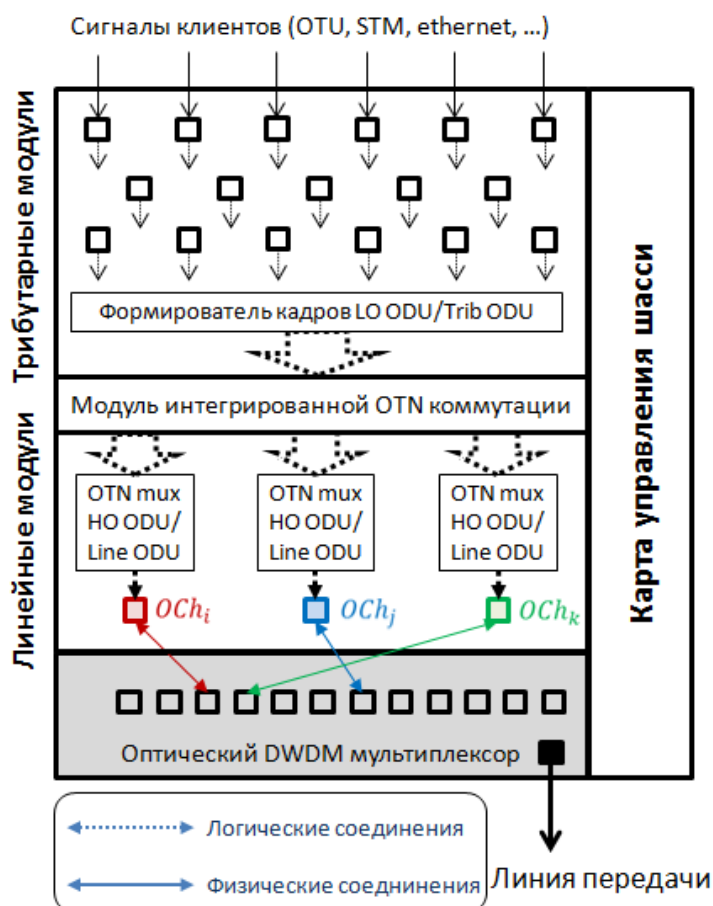 Сигналы клиентов (OTU, STM, ethernet, ...)
Трибутарные модули
Формирователь кадров LO ODU/Trib ODU
Модуль интегрированной OTN коммутации
Линейные модули
OTN mux
HO ODU/
Line ODU
OTN mux
HO ODU/
Line ODU
OTN mux
HO ODU/
Line ODU
OCh_i
OCh_j
OCh_k
Оптический DWDM мультиплексор
Карта управления шасси
Логические соединения
Физические соеднинения
Линия передачи